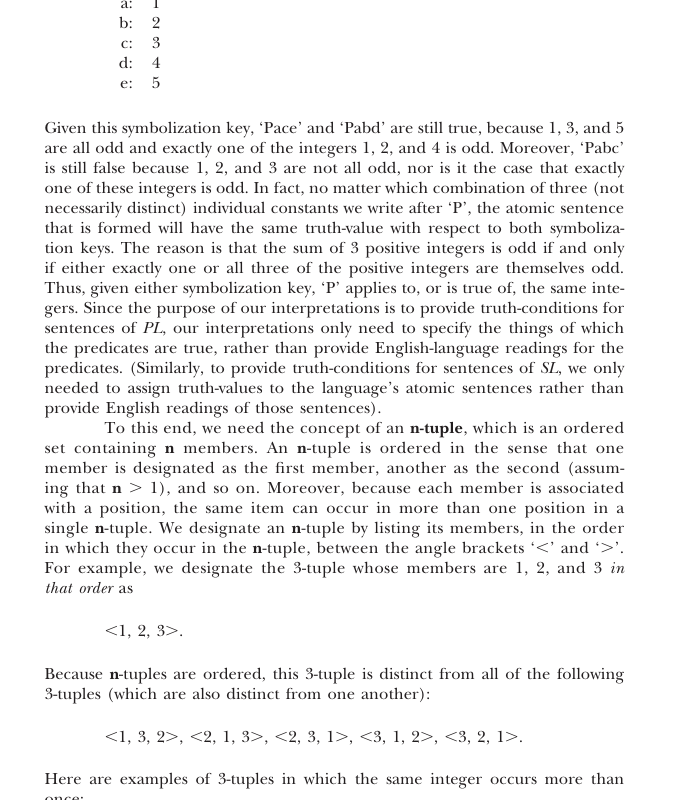 a: 1
b: 2
c: 3
d: 4
e: 5
Given this symbolization key, ‘Pace’ and ‘Pabd’ are still true, because 1, 3, and 5
are all odd and exactly one of the integers 1, 2, and 4 is odd. Moreover, ‘Pabc’
is still false because 1, 2, and 3 are not all odd, nor is it the case that exactly
one of these integers is odd. In fact, no matter which combination of three (not
necessarily distinct) individual constants we write after ‘P’, the atomic sentence
that is formed will have the same truth-value with respect to both symboliza-
tion keys. The reason is that the sum of 3 positive integers is odd if and only
if either exactly one or all three of the positive integers are themselves odd.
Thus, given either symbolization key, ‘P’ applies to, or is true of, the same inte-
gers. Since the purpose of our interpretations is to provide truth-conditions for
sentences of PL, our interpretations only need to specify the things of which
the predicates are true, rather than provide English-language readings for the
predicates. (Similarly, to provide truth-conditions for sentences of SL, we only
needed to assign truth-values to the language’s atomic sentences rather than
provide English readings of those sentences).
To this end, we need the concept of an n-tuple, which is an ordered
set containing n members. An n-tuple is ordered in the sense that one
member is designated as the first member, another as the second (assum-
ing that n > 1), and so on. Moreover, because each member is associated
with a position, the same item can occur in more than one position in a
single n-tuple. We designate an n-tuple by listing its members, in the order
in which they occur in the n-tuple, between the angle brackets ‘<’ and ‘>’.
For example, we designate the 3-tuple whose members are 1, 2, and 3 in
that order as
<1, 2, 3>.
Because n-tuples are ordered, this 3-tuple is distinct from all of the following
3-tuples (which are also distinct from one another):
<1, 3, 2>, <2, 1, 3>, <2, 3, 1>, <3, 1, 2>, <3, 2, 1>.
Here are examples of 3-tuples in which the same integer occurs more than
once: